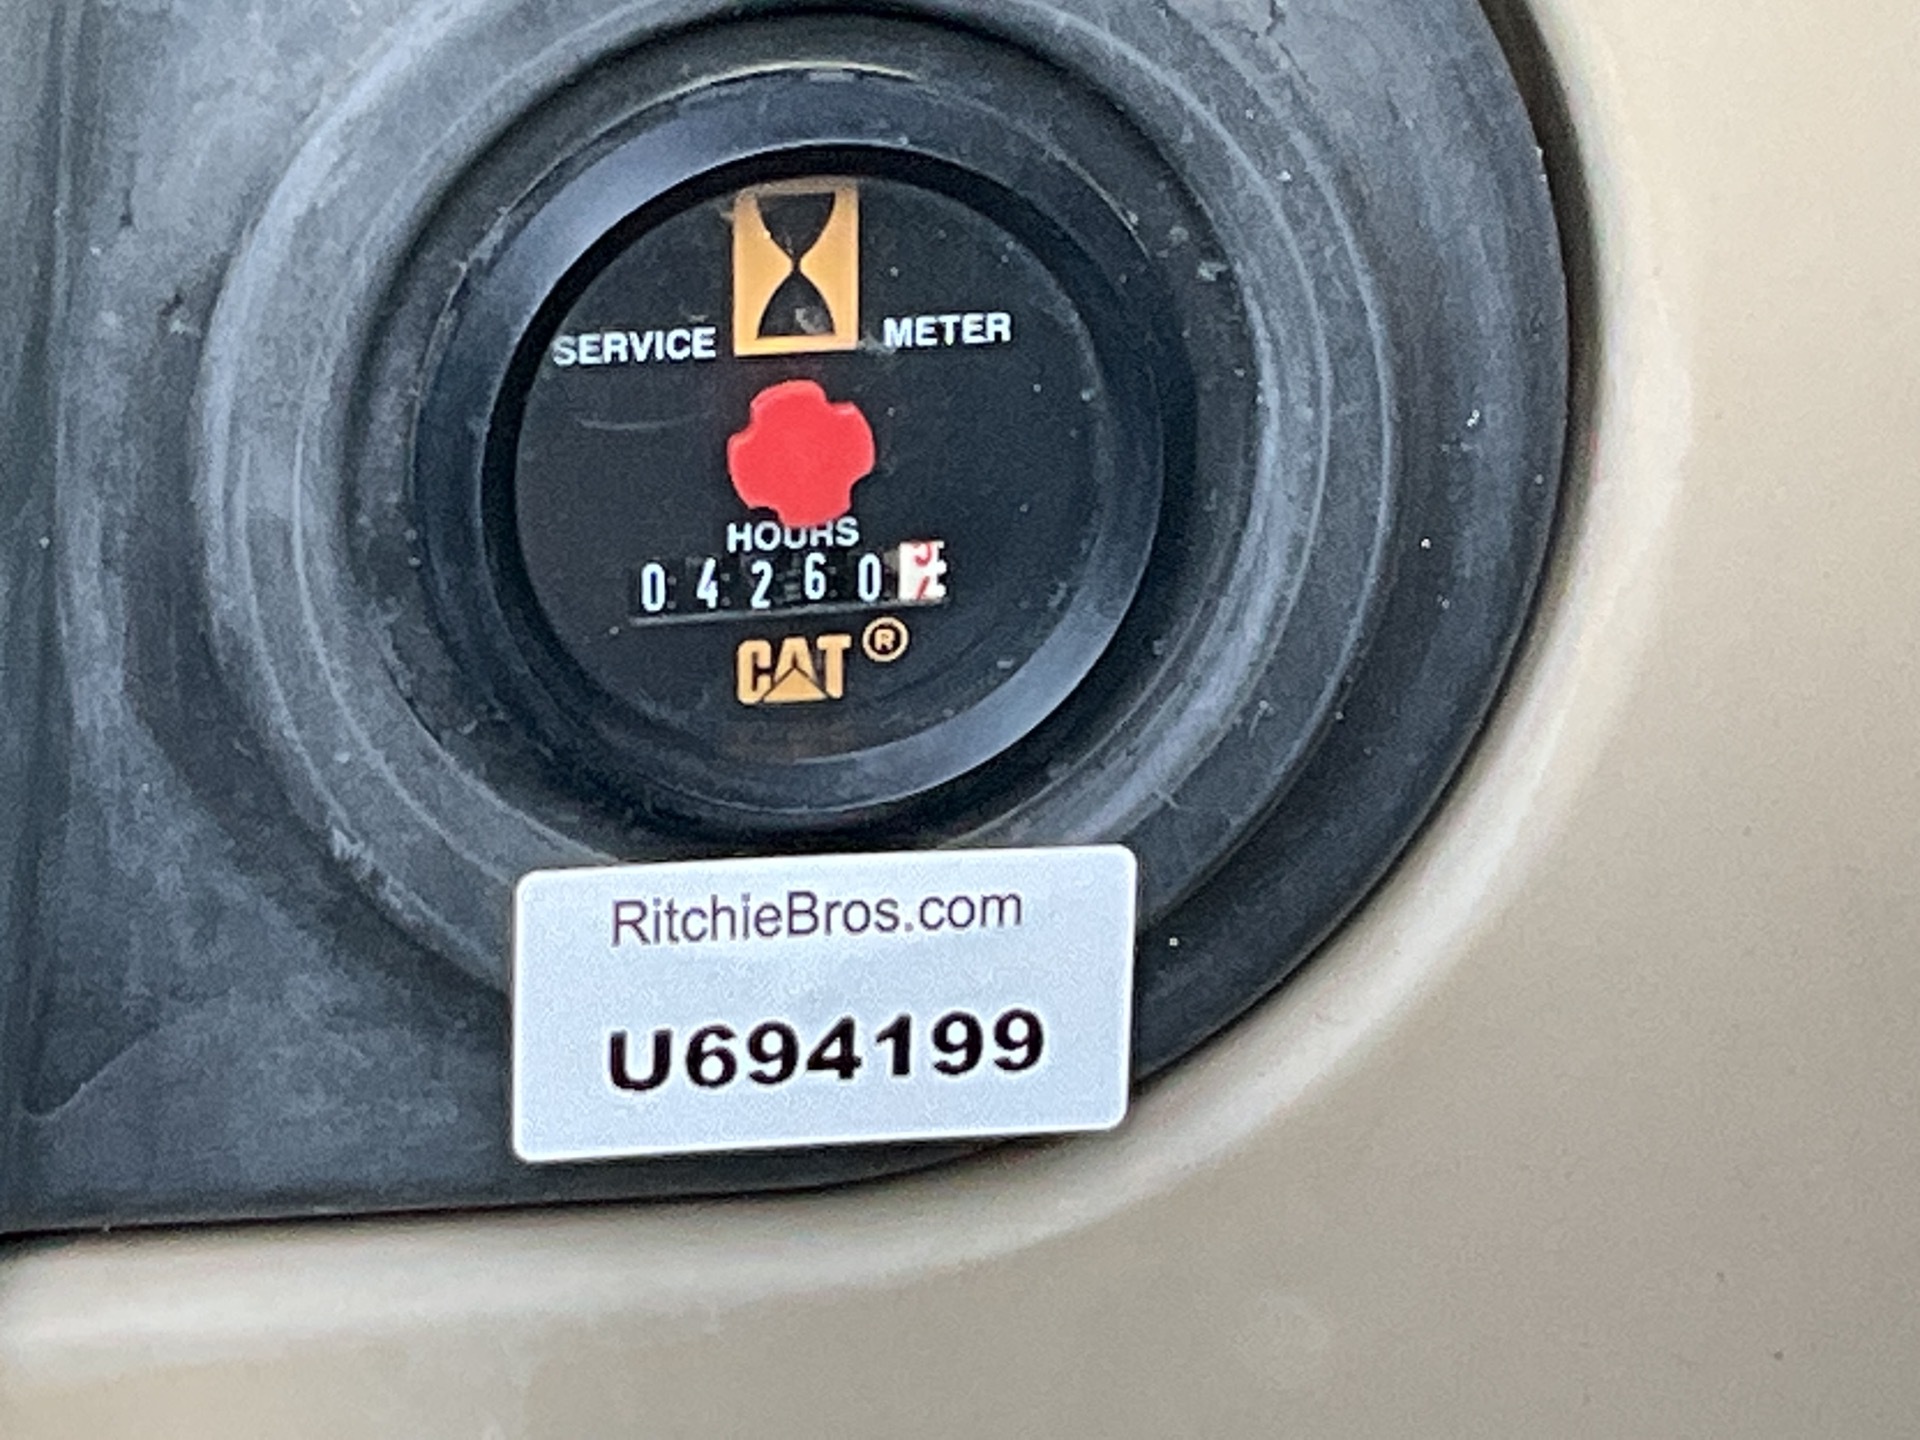 SERVICE METER
HOURS
04260
CAT®
RitchieBros.com
U694199